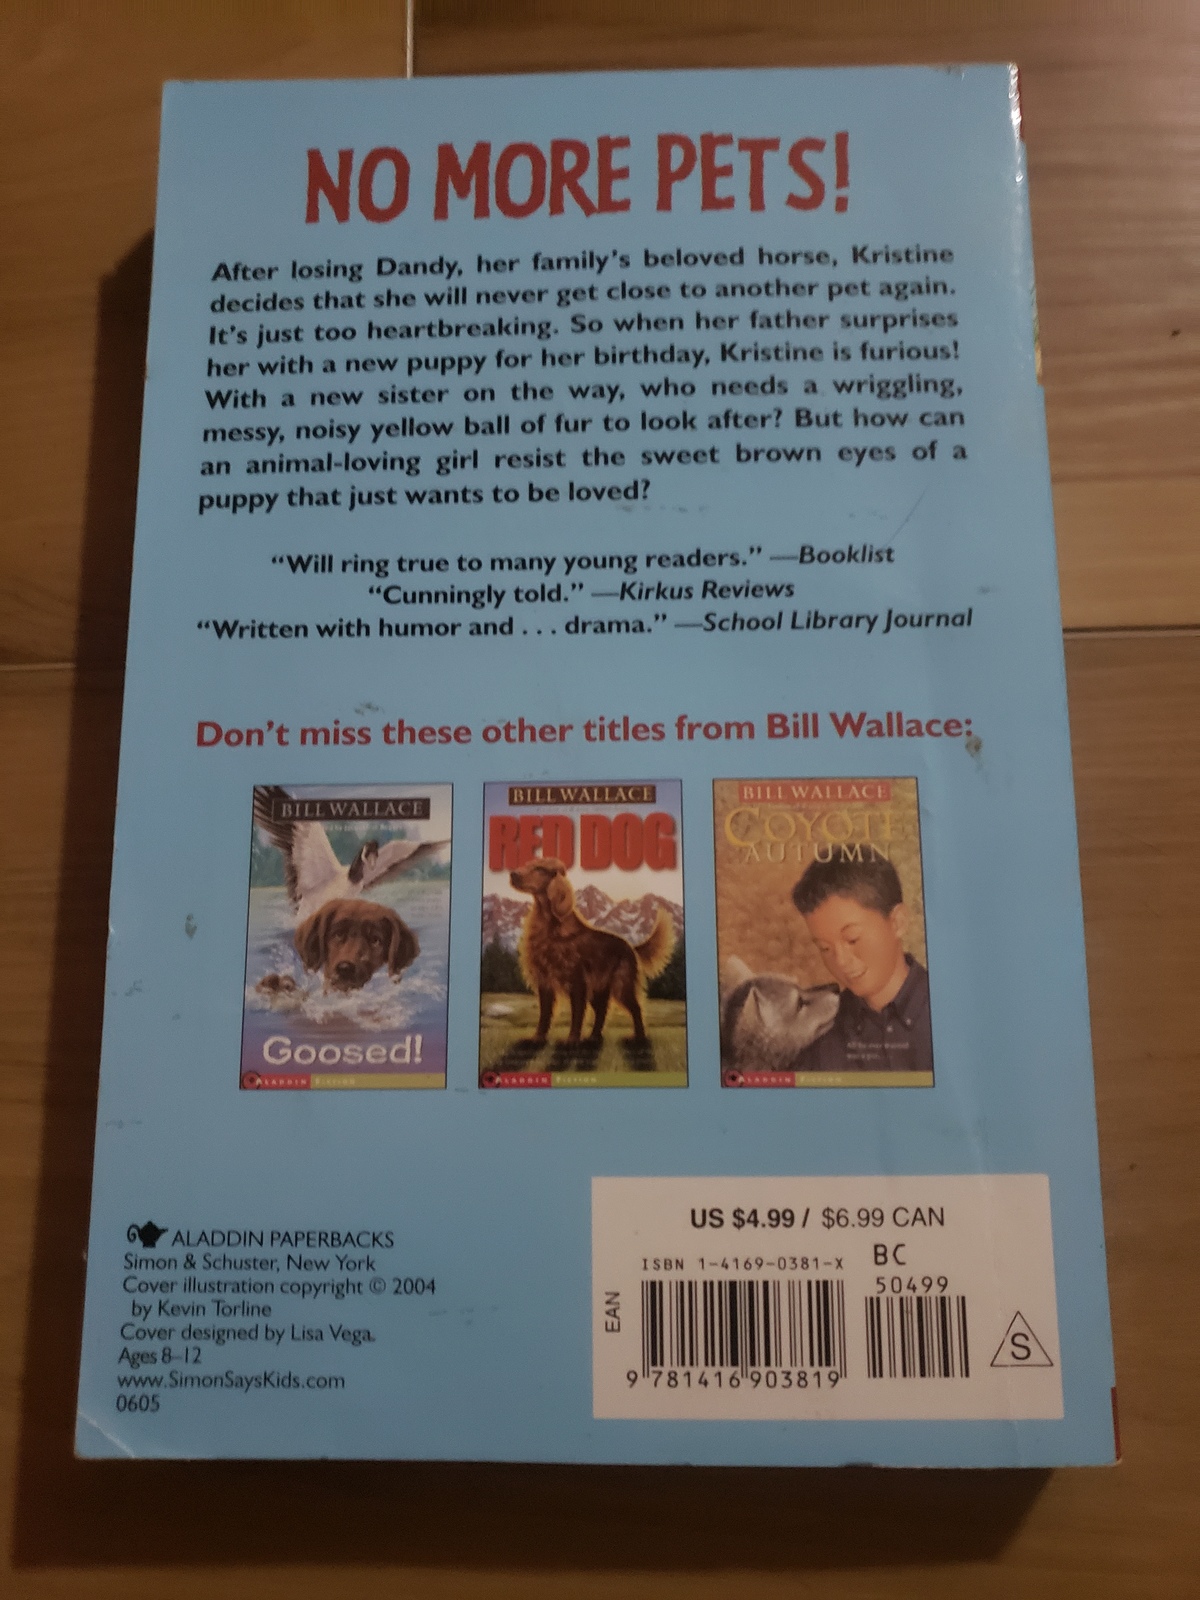 NO MORE PETS!
After losing Dandy, her family's beloved horse, Kristine
decides that she will never get close to another pet again.
It's just too heartbreaking. So when her father surprises
her with a new puppy for her birthday, Kristine is furious!
With a new sister on the way, who needs a wriggling,
messy, noisy yellow ball of fur to look after? But how can
an animal-loving girl resist the sweet brown eyes of a
puppy that just wants to be loved?
“Will ring true to many young readers.” —Booklist
“Cunningly told.” —Kirkus Reviews
“Written with humor and . . . drama.” —School Library Journal
Don't miss these other titles from Bill Wallace:
BILL WALLACE
Goosed!
ALADDIN FICTION
BILL WALLACE
RED DOG
ALADDIN FICTION
BILL WALLACE
COYOTE
AUTUMN
ALADDIN FICTION
ALADDIN PAPERBACKS
Simon & Schuster, New York
Cover illustration copyright © 2004
by Kevin Torline
Cover designed by Lisa Vega.
Ages 8–12
www.SimonSaysKids.com
0605
US $4.99 / $6.99 CAN
ISBN 1-4169-0381-X
BC
50499
EAN
9 781416 903819
S